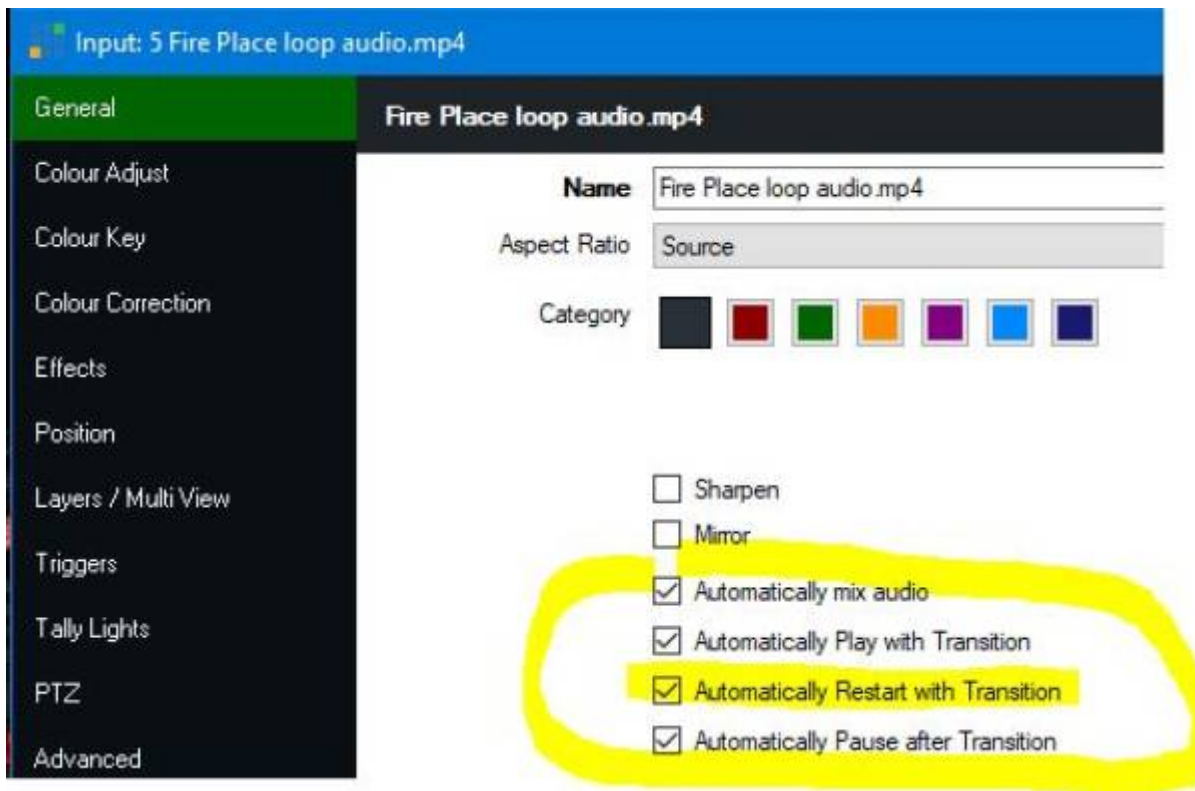 Input: 5 Fire Place loop audio.mp4
General
Colour Adjust
Colour Key
Colour Correction
Effects
Position
Layers / Multi View
Triggers
Tally Lights
PTZ
Advanced
Fire Place loop audio.mp4
Name Fire Place loop audio.mp4
Aspect Ratio Source
Category
Sharpen
Mirror
Automatically mix audio
Automatically Play with Transition
Automatically Restart with Transition
Automatically Pause after Transition